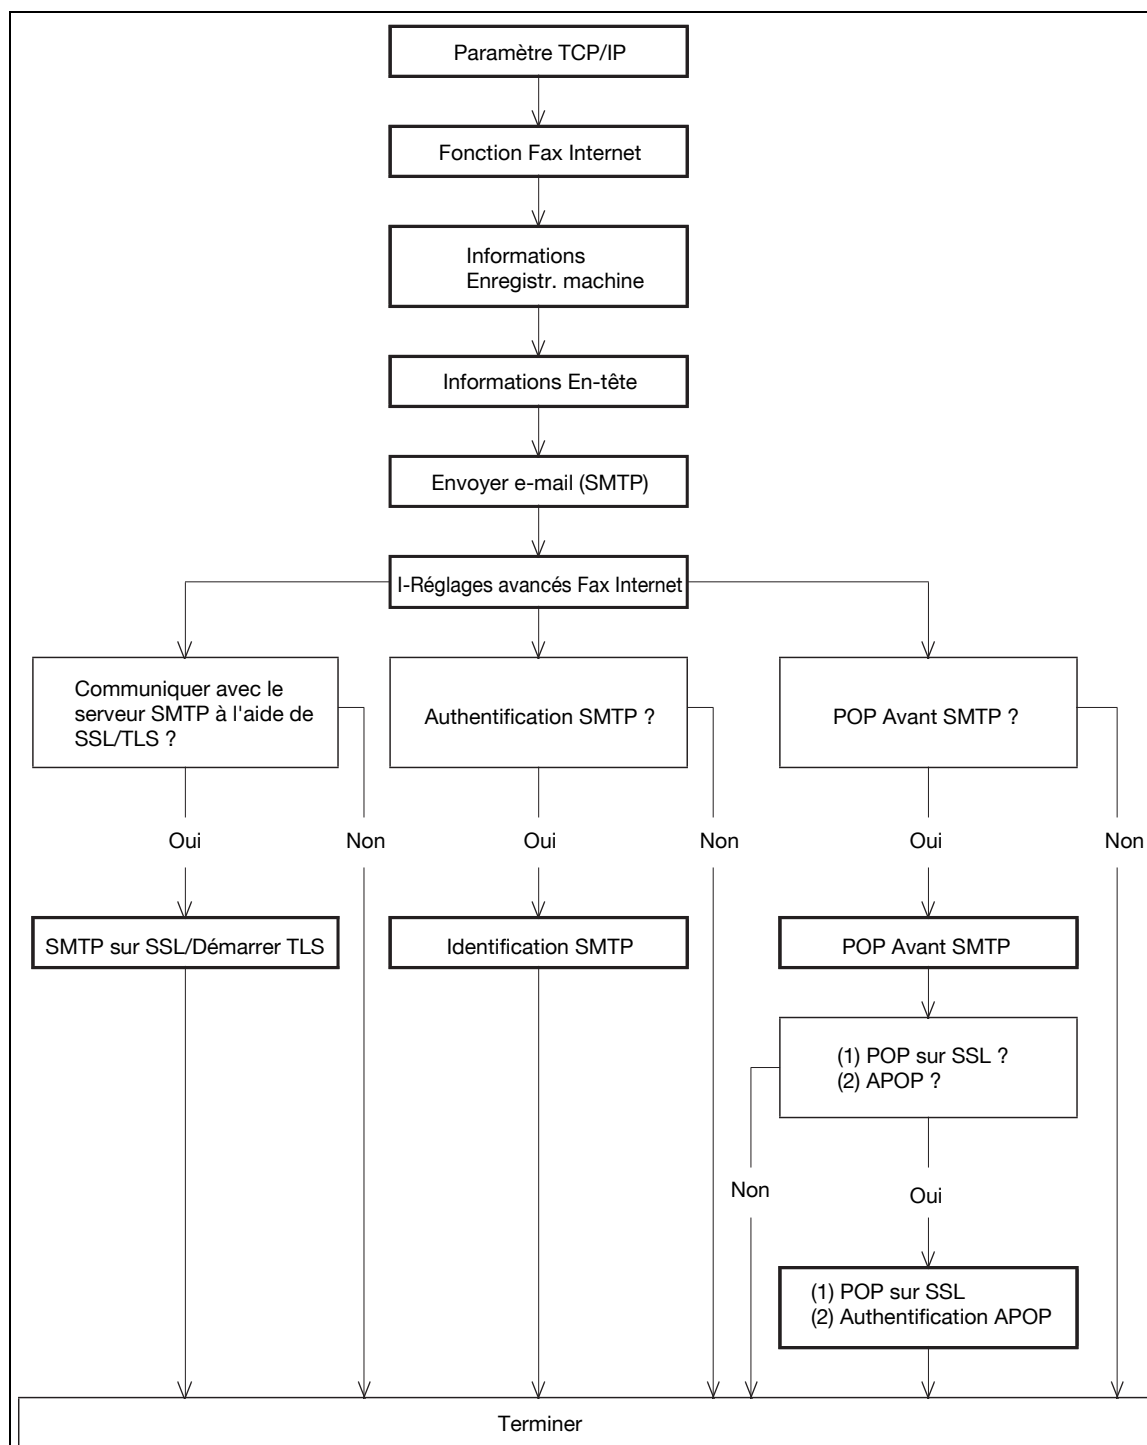 Paramètre TCP/IP
Fonction Fax Internet
Informations
Enregistr. machine
Informations En-tête
Envoyer e-mail (SMTP)
I-Réglages avancés Fax Internet
Communiquer avec le
serveur SMTP à l'aide de
SSL/TLS ?
Authentification SMTP ?
POP Avant SMTP ?
Oui
Non
Oui
Non
Oui
Non
SMTP sur SSL/Démarrer TLS
Identification SMTP
POP Avant SMTP
(1) POP sur SSL ?
(2) APOP ?
Non
Oui
(1) POP sur SSL
(2) Authentification APOP
Terminer